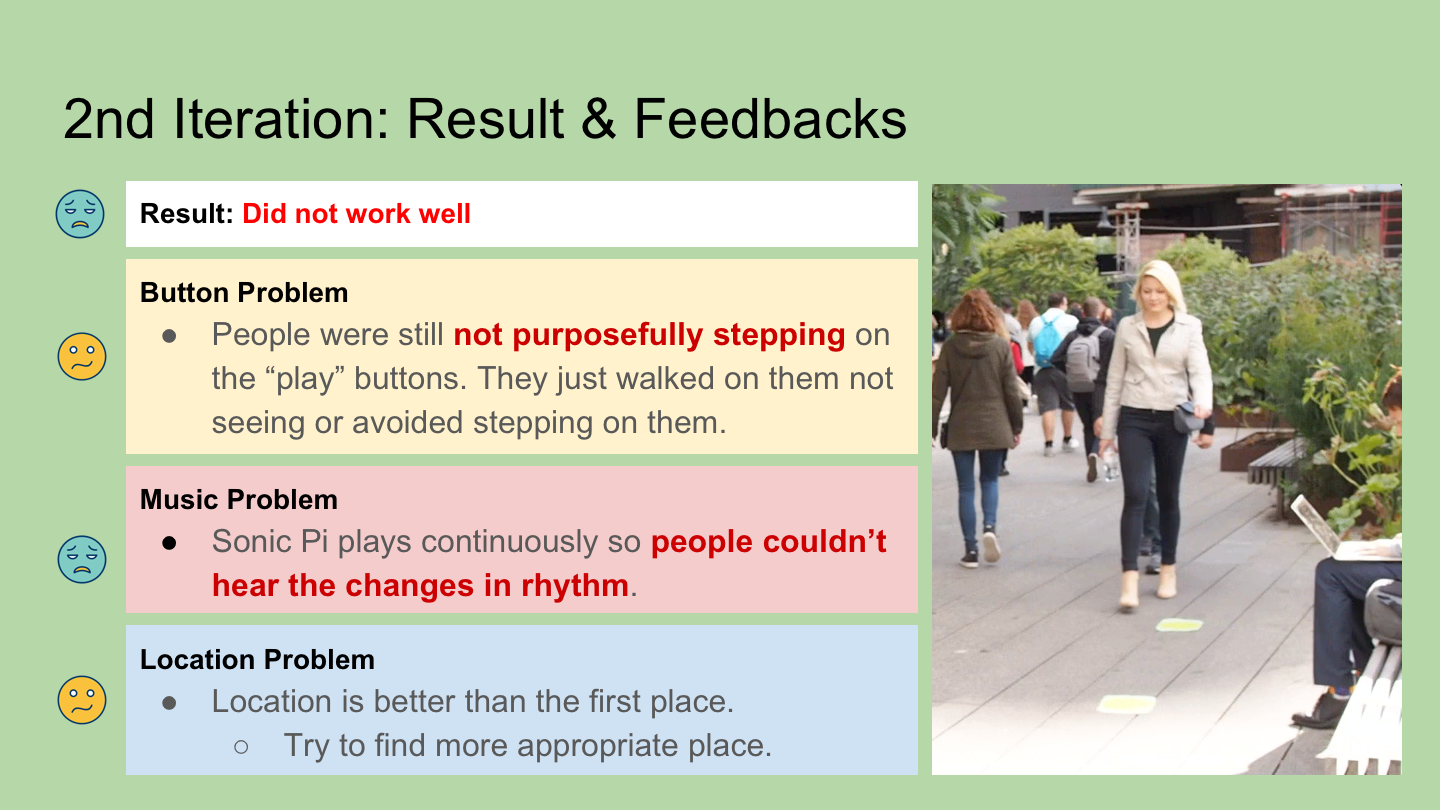 2nd Iteration: Result & Feedbacks
Result: Did not work well
Button Problem
● People were still not purposefully stepping on
the “play” buttons. They just walked on them not
seeing or avoided stepping on them.
Music Problem
● Sonic Pi plays continuously so people couldn’t
hear the changes in rhythm.
Location Problem
● Location is better than the first place.
○ Try to find more appropriate place.